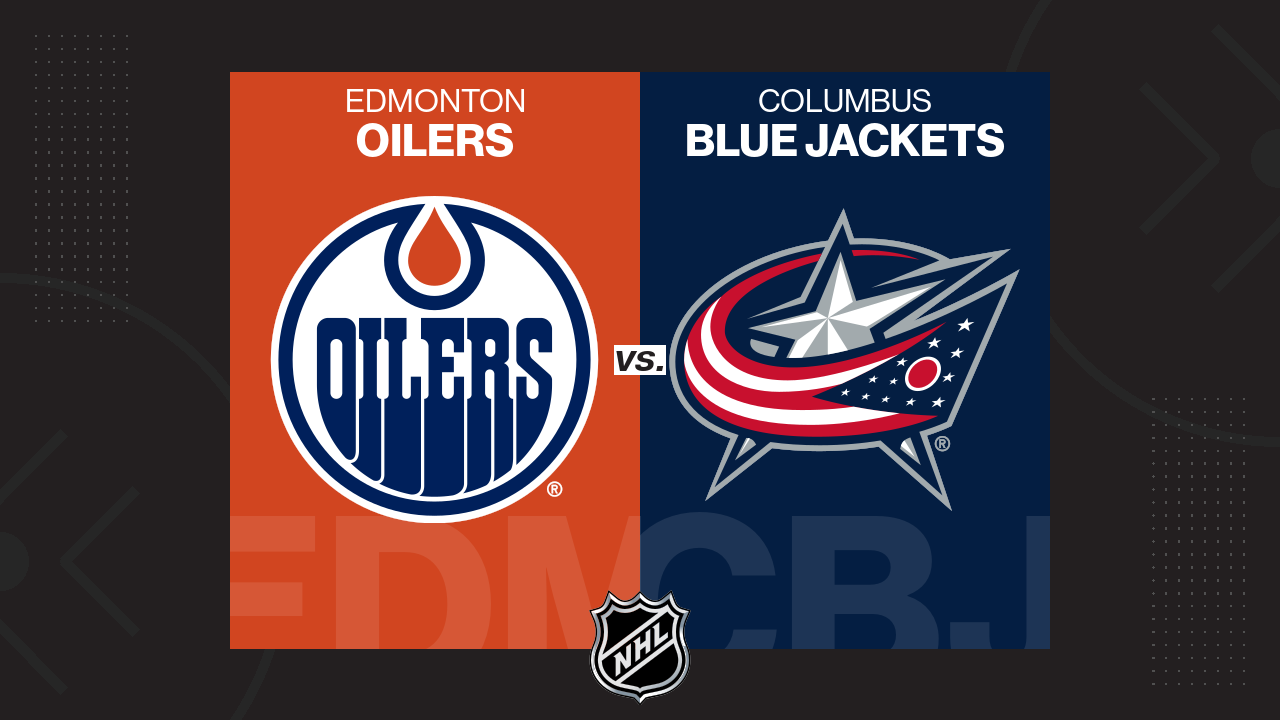 EDMONTON
OILERS
COLUMBUS
BLUE JACKETS
OILERS
®
VS.
®
EDM
CBJ
NHL